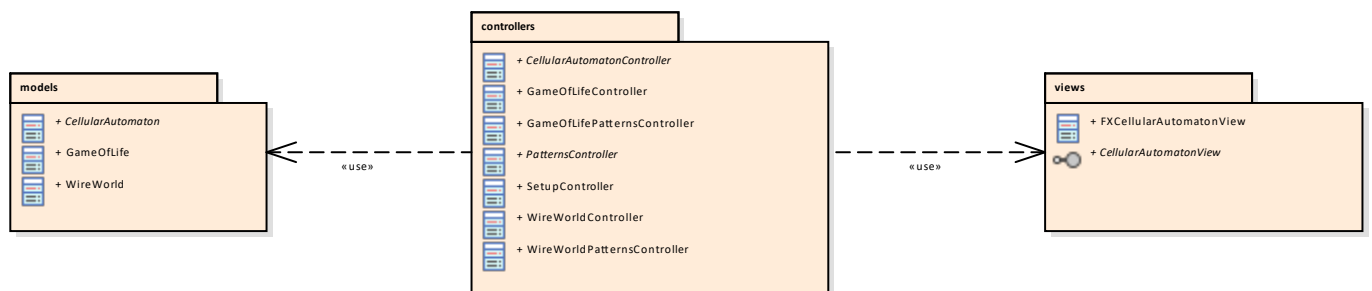 models
+ CellularAutomaton
+ GameOfLife
+ WireWorld
«use»
controllers
+ CellularAutomatonController
+ GameOfLifeController
+ GameOfLifePatternsController
+ PatternsController
+ SetupController
+ WireWorldController
+ WireWorldPatternsController
«use»
views
+ FXCellularAutomatonView
+ CellularAutomatonView